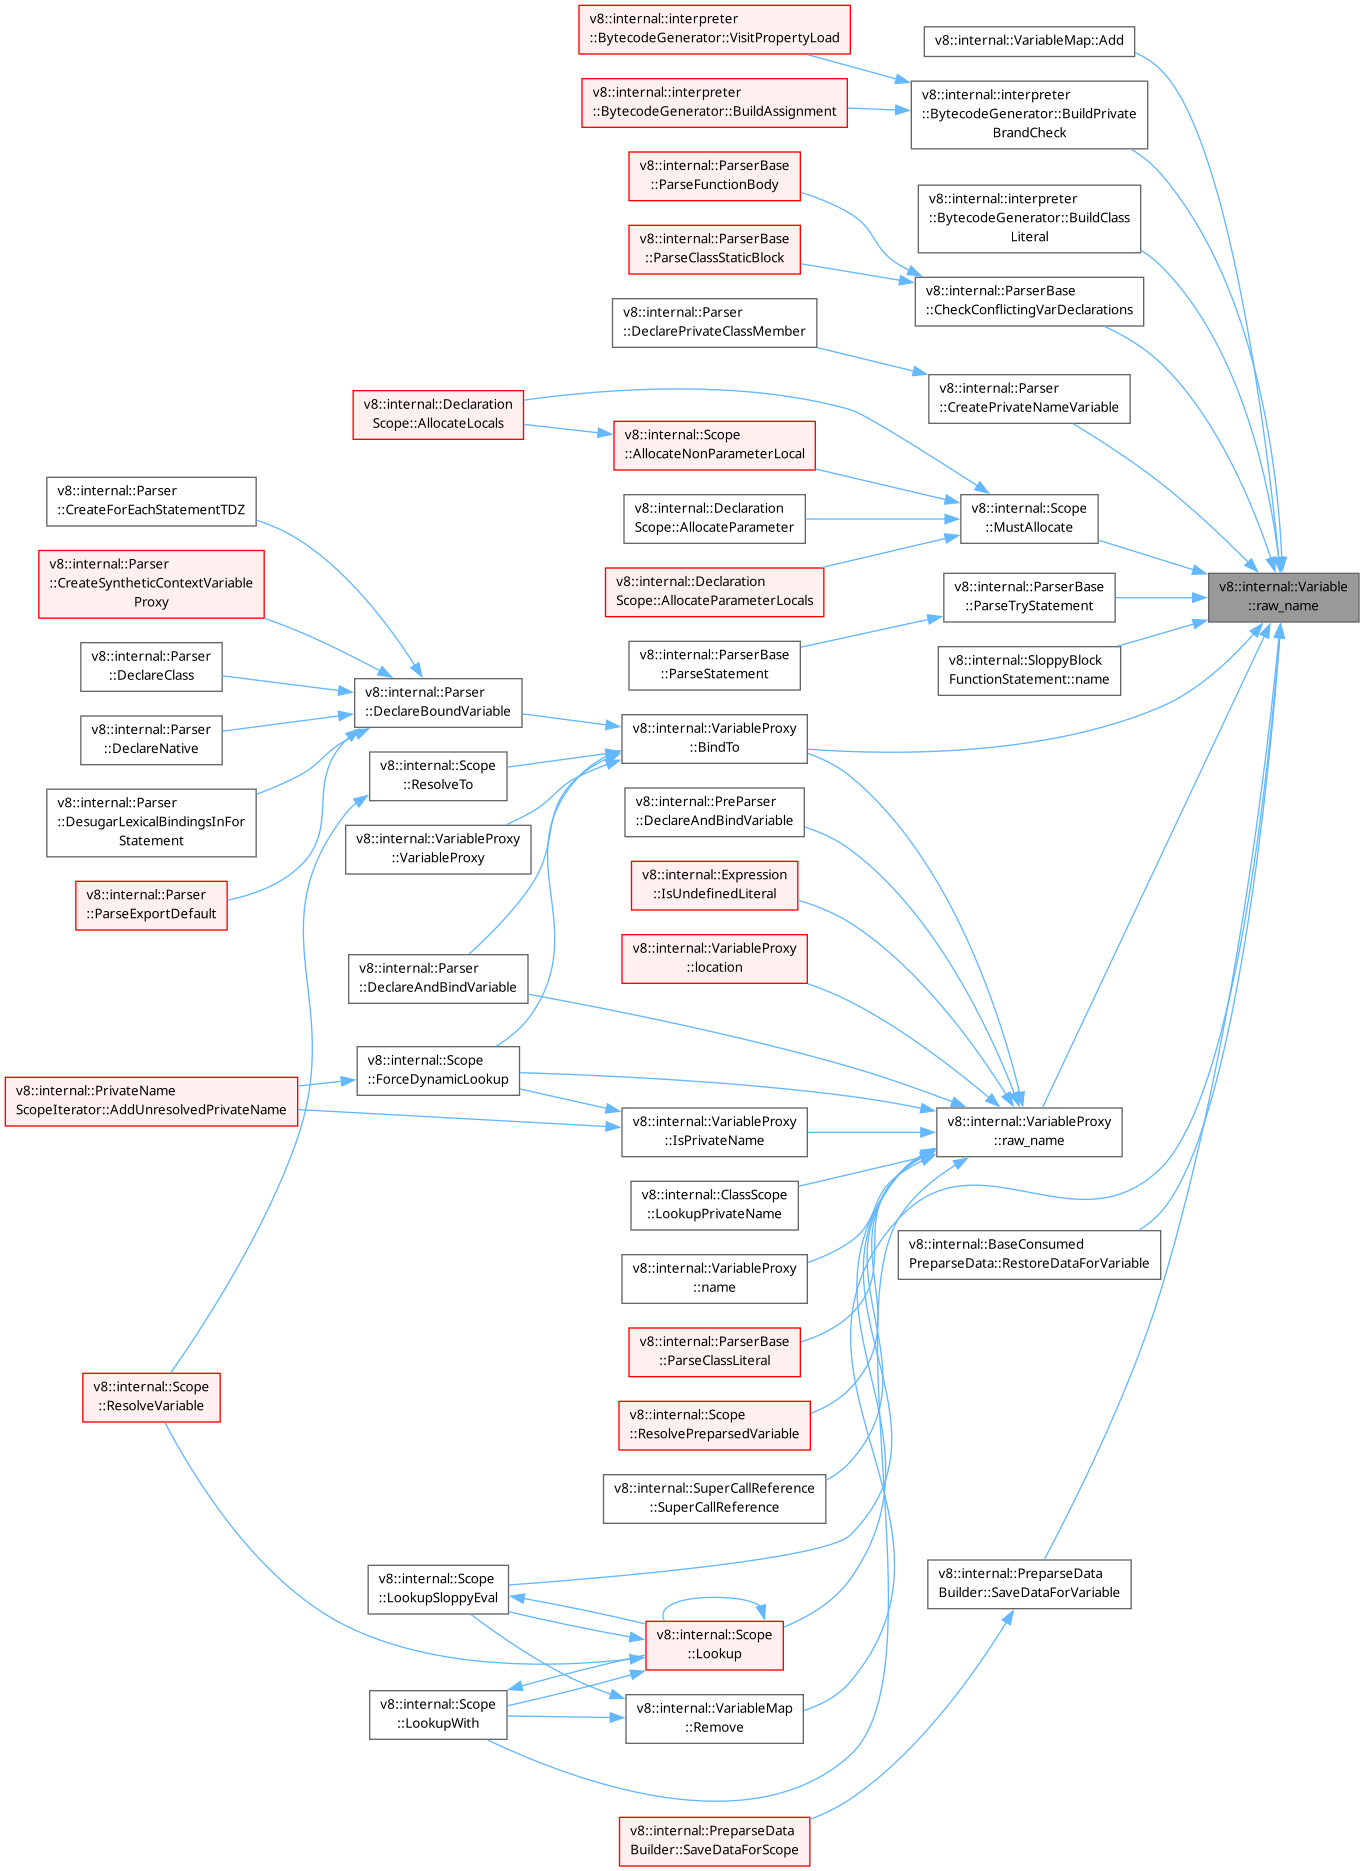 v8::internal::interpreter
::BytecodeGenerator::VisitPropertyLoad
v8::internal::VariableMap::Add
v8::internal::interpreter
::BytecodeGenerator::BuildAssignment
v8::internal::interpreter
::BytecodeGenerator::BuildPrivate
BrandCheck
v8::internal::ParserBase
::ParseFunctionBody
v8::internal::interpreter
::BytecodeGenerator::BuildClass
Literal
v8::internal::ParserBase
::ParseClassStaticBlock
v8::internal::ParserBase
::CheckConflictingVarDeclarations
v8::internal::Parser
::DeclarePrivateClassMember
v8::internal::Parser
::CreatePrivateNameVariable
v8::internal::Declaration
Scope::AllocateLocals
v8::internal::Scope
::AllocateNonParameterLocal
v8::internal::Parser
::CreateForEachStatementTDZ
v8::internal::Declaration
Scope::AllocateParameter
v8::internal::Scope
::MustAllocate
v8::internal::Parser
::CreateSyntheticContextVariable
Proxy
v8::internal::Declaration
Scope::AllocateParameterLocals
v8::internal::ParserBase
::ParseTryStatement
v8::internal::Variable
::raw_name
v8::internal::Parser
::DeclareClass
v8::internal::ParserBase
::ParseStatement
v8::internal::SloppyBlock
FunctionStatement::name
v8::internal::Parser
::DeclareBoundVariable
v8::internal::Parser
::DeclareNative
v8::internal::VariableProxy
::BindTo
v8::internal::Scope
::ResolveTo
v8::internal::Parser
::DesugarLexicalBindingsInFor
Statement
v8::internal::PreParser
::DeclareAndBindVariable
v8::internal::VariableProxy
::VariableProxy
v8::internal::Parser
::ParseExportDefault
v8::internal::Expression
::IsUndefinedLiteral
v8::internal::VariableProxy
::location
v8::internal::Parser
::DeclareAndBindVariable
v8::internal::Scope
::ForceDynamicLookup
v8::internal::PrivateName
ScopeIterator::AddUnresolvedPrivateName
v8::internal::VariableProxy
::IsPrivateName
v8::internal::VariableProxy
::raw_name
v8::internal::ClassScope
::LookupPrivateName
v8::internal::VariableProxy
::name
v8::internal::BaseConsumed
PreparseData::RestoreDataForVariable
v8::internal::ParserBase
::ParseClassLiteral
v8::internal::Scope
::ResolveVariable
v8::internal::Scope
::ResolvePreparsedVariable
v8::internal::SuperCallReference
::SuperCallReference
v8::internal::Scope
::LookupSloppyEval
v8::internal::PreparseData
Builder::SaveDataForVariable
v8::internal::Scope
::Lookup
v8::internal::Scope
::LookupWith
v8::internal::VariableMap
::Remove
v8::internal::PreparseData
Builder::SaveDataForScope